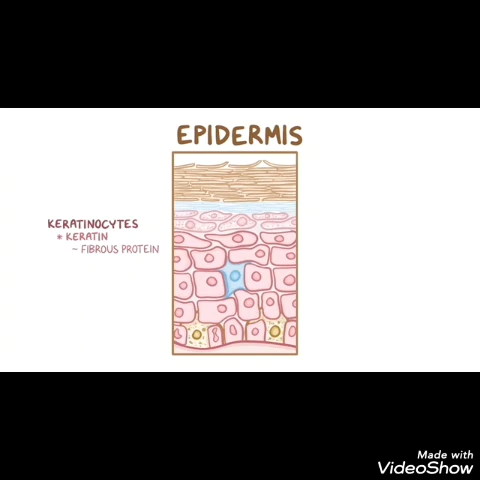 EPIDERMIS
KERATINOCYTES
* KERATIN
~ FIBROUS PROTEIN
Made with
VideoShow